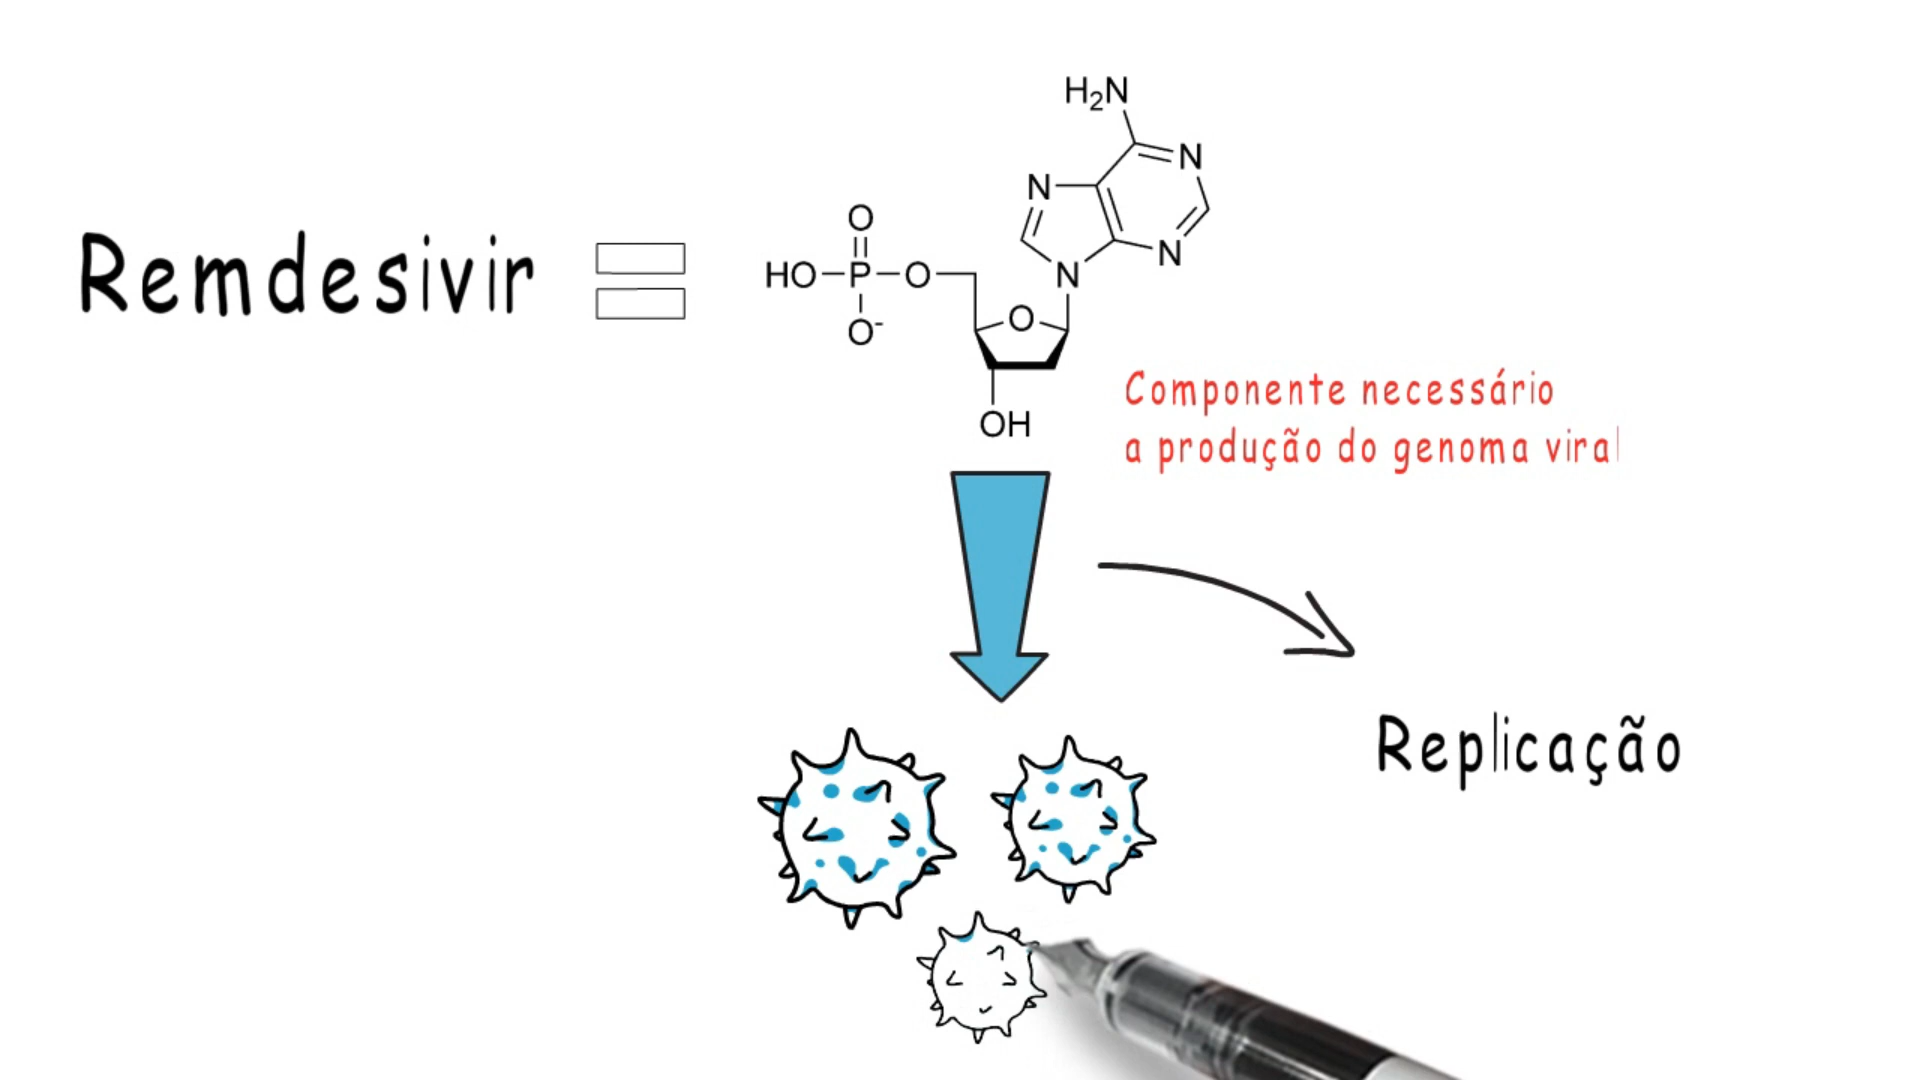 Remdesivir
H₂N
N
N
N
N
O
HO
P
O
O⁻
O
OH
Componente necessário
a produção do genoma viral
Replicação